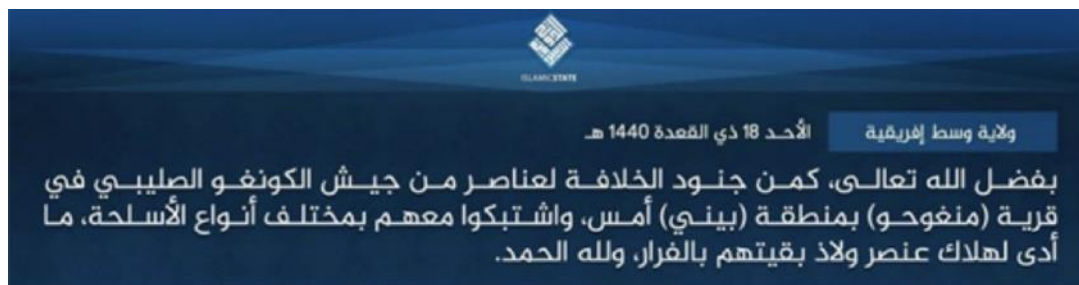 ISLAMIC STATE
ولاية وسط إفريقية الأحد 18 ذي القعدة 1440 هـ
بفضل الله تعالى، كمن جنود الخلافة لعناصر من جيش الكونغو الصليبي في
قرية (منغوحو) بمنطقة (بيني) أمس، واشتبكوا معهم بمختلف أنواع الأسلحة، ما
أدى لهلاك عنصر ولاذ بقيتهم بالفرار، ولله الحمد.